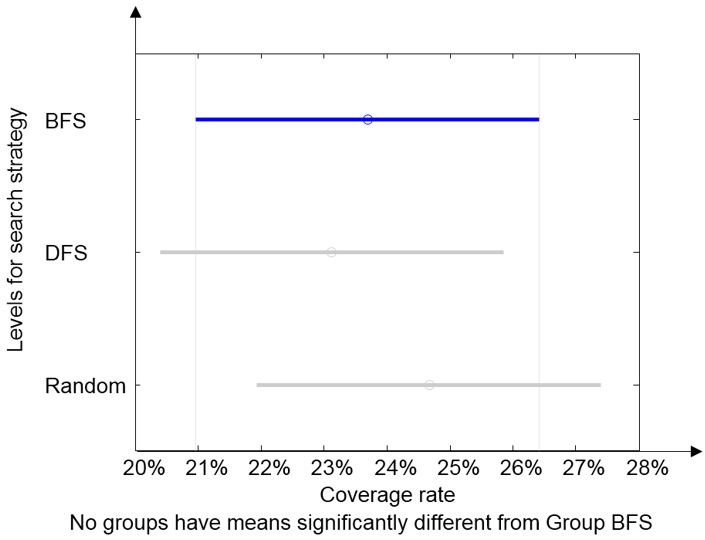 Levels for search strategy
BFS
DFS
Random
20% 21% 22% 23% 24% 25% 26% 27% 28%
Coverage rate
No groups have means significantly different from Group BFS